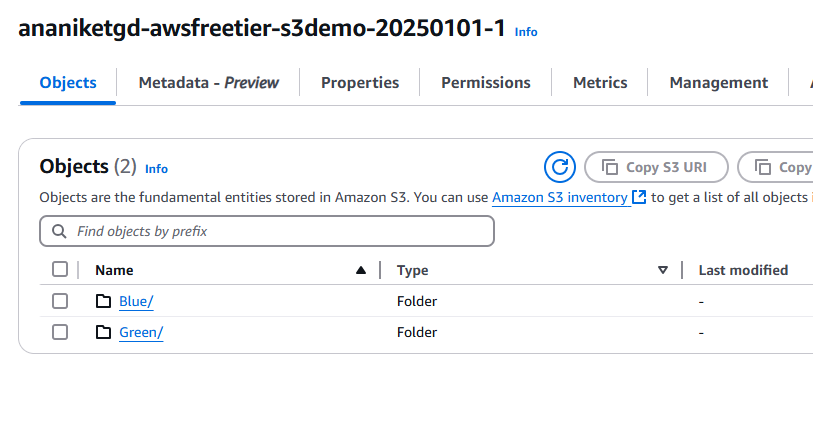 ananiketgd-awsfreetier-s3demo-20250101-1 Info
Objects Metadata - Preview Properties Permissions Metrics Management
Objects (2) Info Copy S3 URI Copy
Objects are the fundamental entities stored in Amazon S3. You can use Amazon S3 inventory to get a list of all objects
Find objects by prefix
Name Type Last modified
Blue/ Folder -
Green/ Folder -